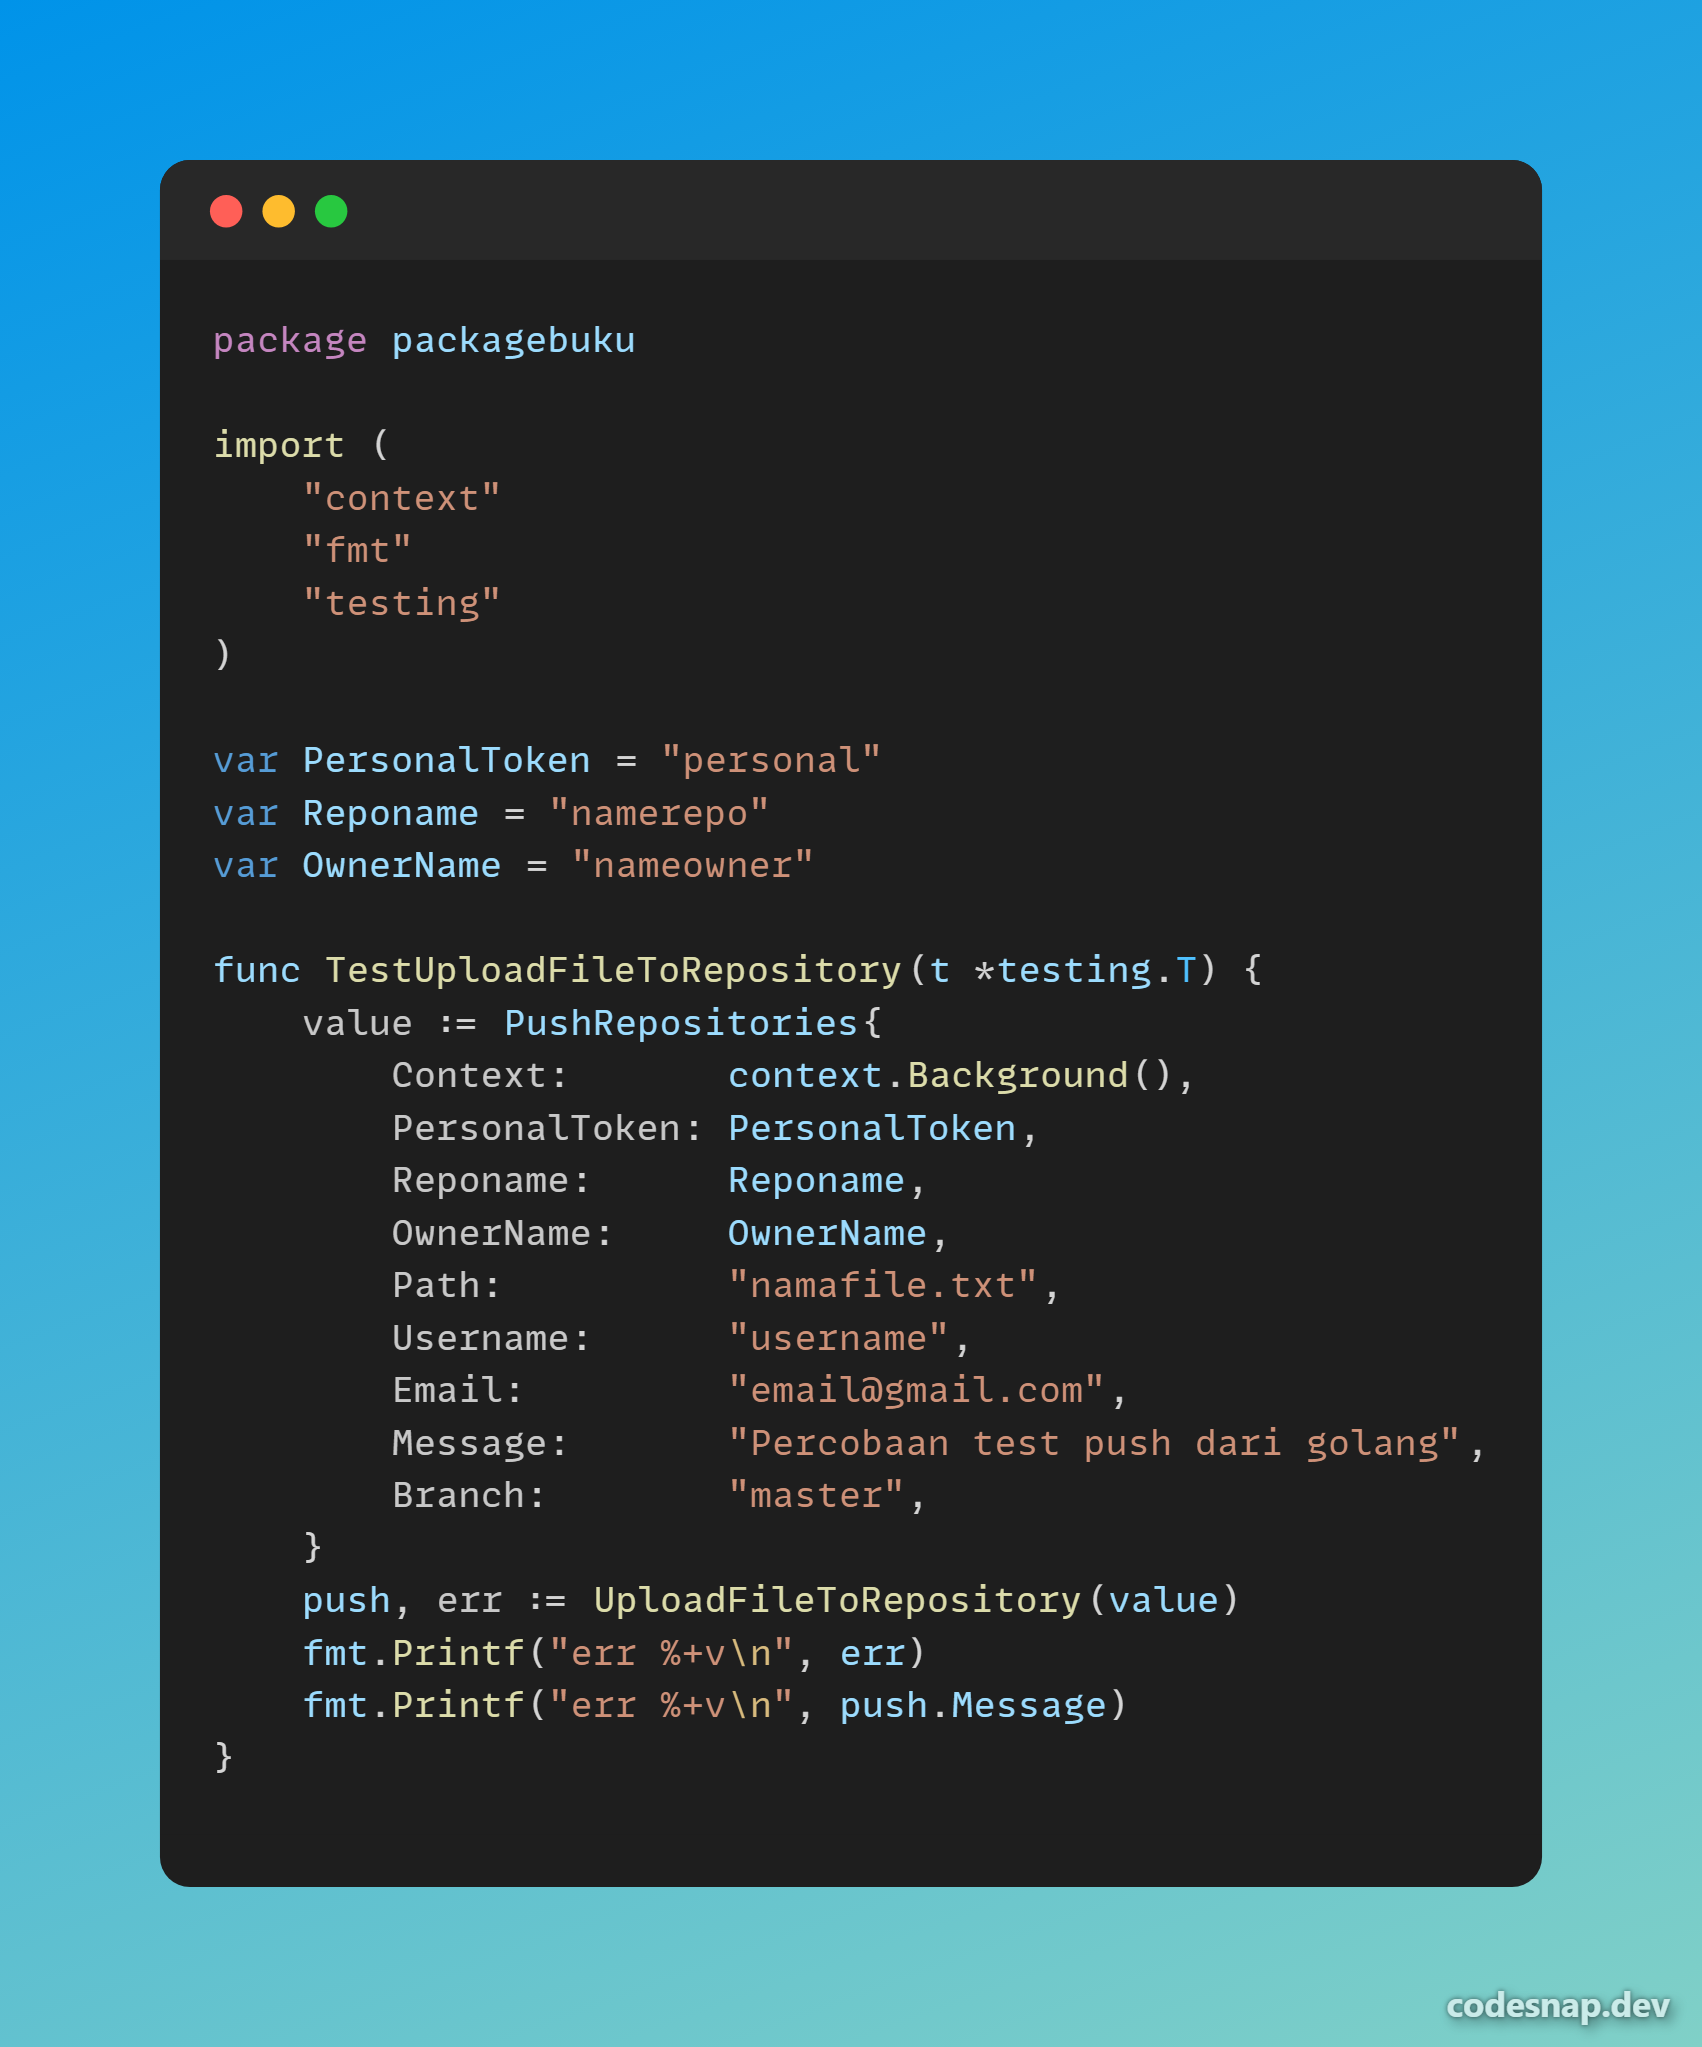 package packagebuku
import (
    "context"
    "fmt"
    "testing"
)
var PersonalToken = "personal"
var Reponame = "namerepo"
var OwnerName = "nameowner"
func TestUploadFileToRepository(t *testing.T) {
    value := PushRepositories{
        Context:       context.Background(),
        PersonalToken: PersonalToken,
        Reponame:      Reponame,
        OwnerName:     OwnerName,
        Path:          "namafile.txt",
        Username:      "username",
        Email:         "email@gmail.com",
        Message:       "Percobaan test push dari golang",
        Branch:        "master",
    }
    push, err := UploadFileToRepository(value)
    fmt.Printf("err %+v\n", err)
    fmt.Printf("err %+v\n", push.Message)
}
codesnap.dev